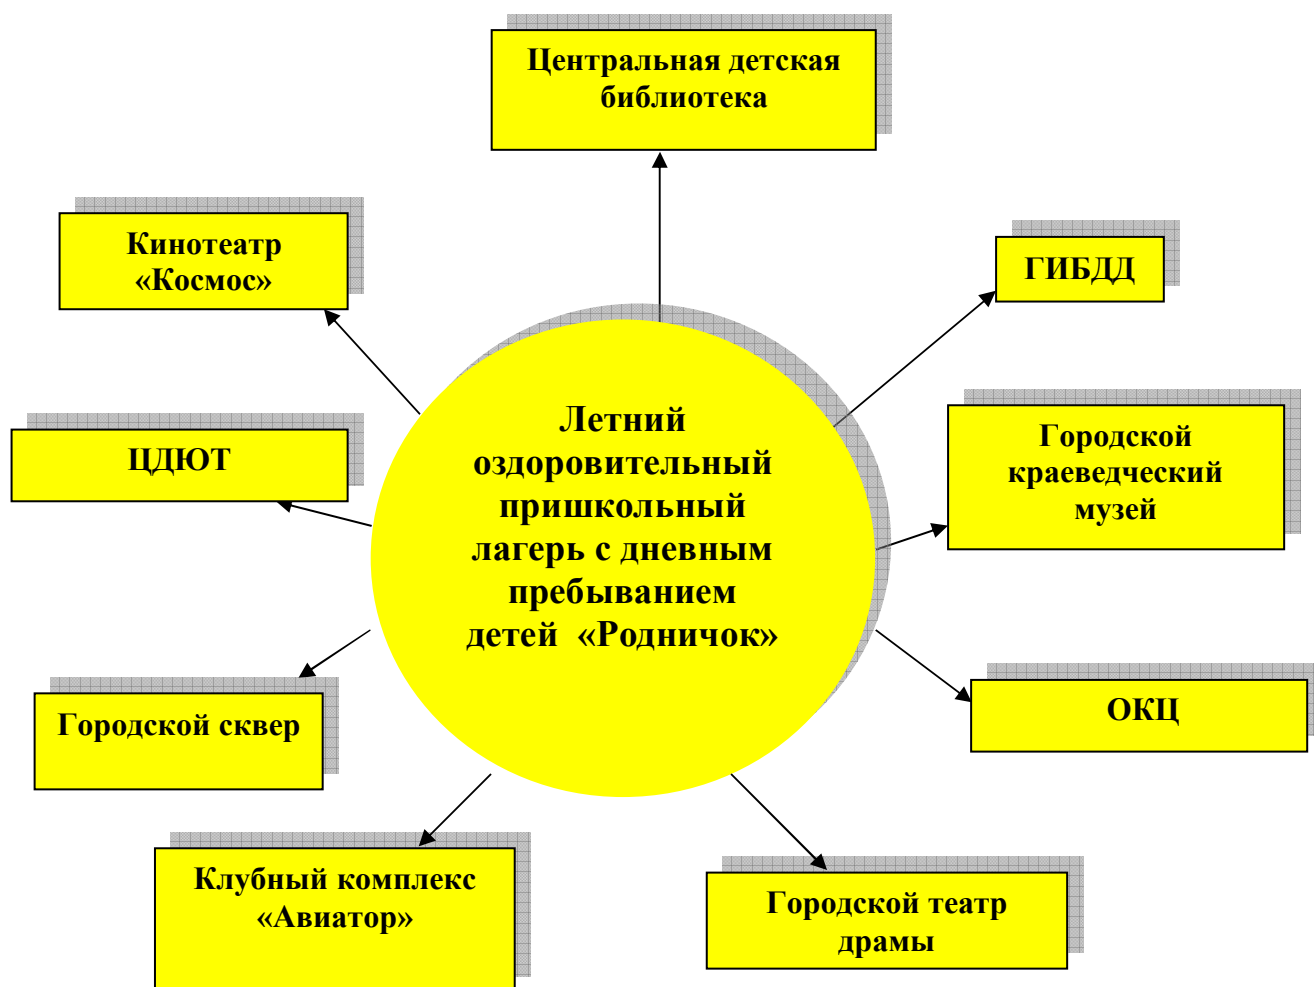 Центральная детская
библиотека
Кинотеатр
«Космос»
ГИБДД
Летний
оздоровительный
пришкольный
лагерь с дневным
пребыванием
детей «Родничок»
Городской
краеведческий
музей
ЦДЮТ
Городской сквер
ОКЦ
Клубный комплекс
«Авиатор»
Городской театр
драмы